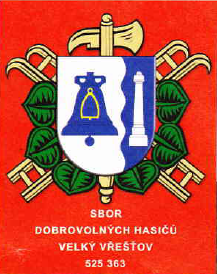 SBOR
DOBROVOLNÝCH HASIČŮ
VELKÝ VŘEŠŤOV
525 363